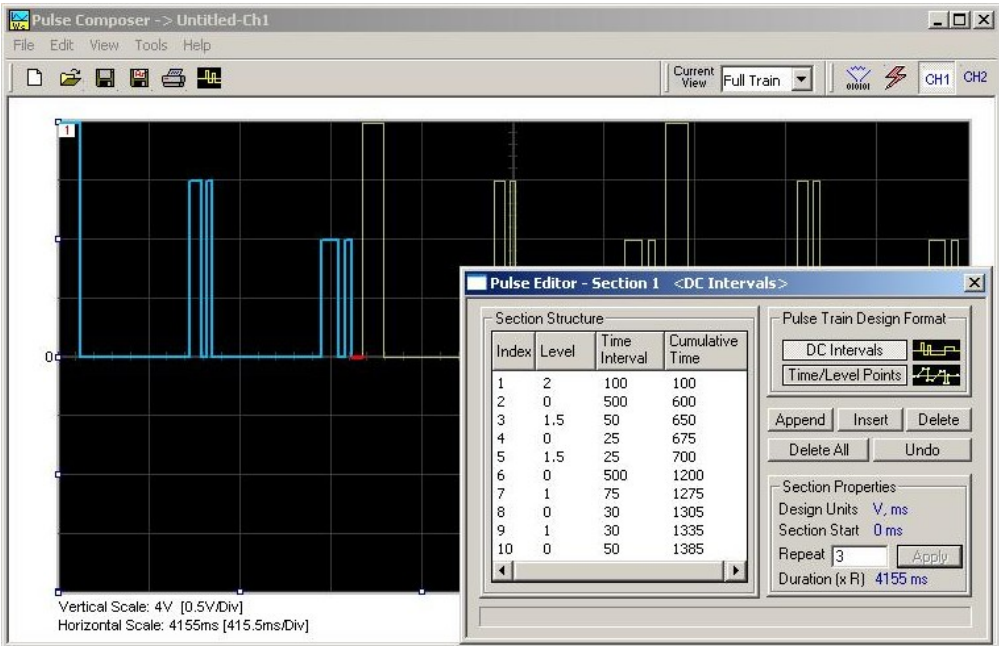 Pulse Composer -> Untitled-Ch1
File Edit View Tools Help
Current View Full Train CH1 CH2
1
0
Vertical Scale: 4V [0.5V/Div]
Horizontal Scale: 4155ms [415.5ms/Div]
Pulse Editor - Section 1 <DC Intervals>
Section Structure
Index Level Time Interval Cumulative Time
1 2 100 100
2 0 500 600
3 1.5 50 650
4 0 25 675
5 1.5 25 700
6 0 500 1200
7 1 75 1275
8 0 30 1305
9 1 30 1335
10 0 50 1385
Pulse Train Design Format
DC Intervals
Time/Level Points
Append Insert Delete
Delete All Undo
Section Properties
Design Units V, ms
Section Start 0 ms
Repeat 3 Apply
Duration (x R) 4155 ms